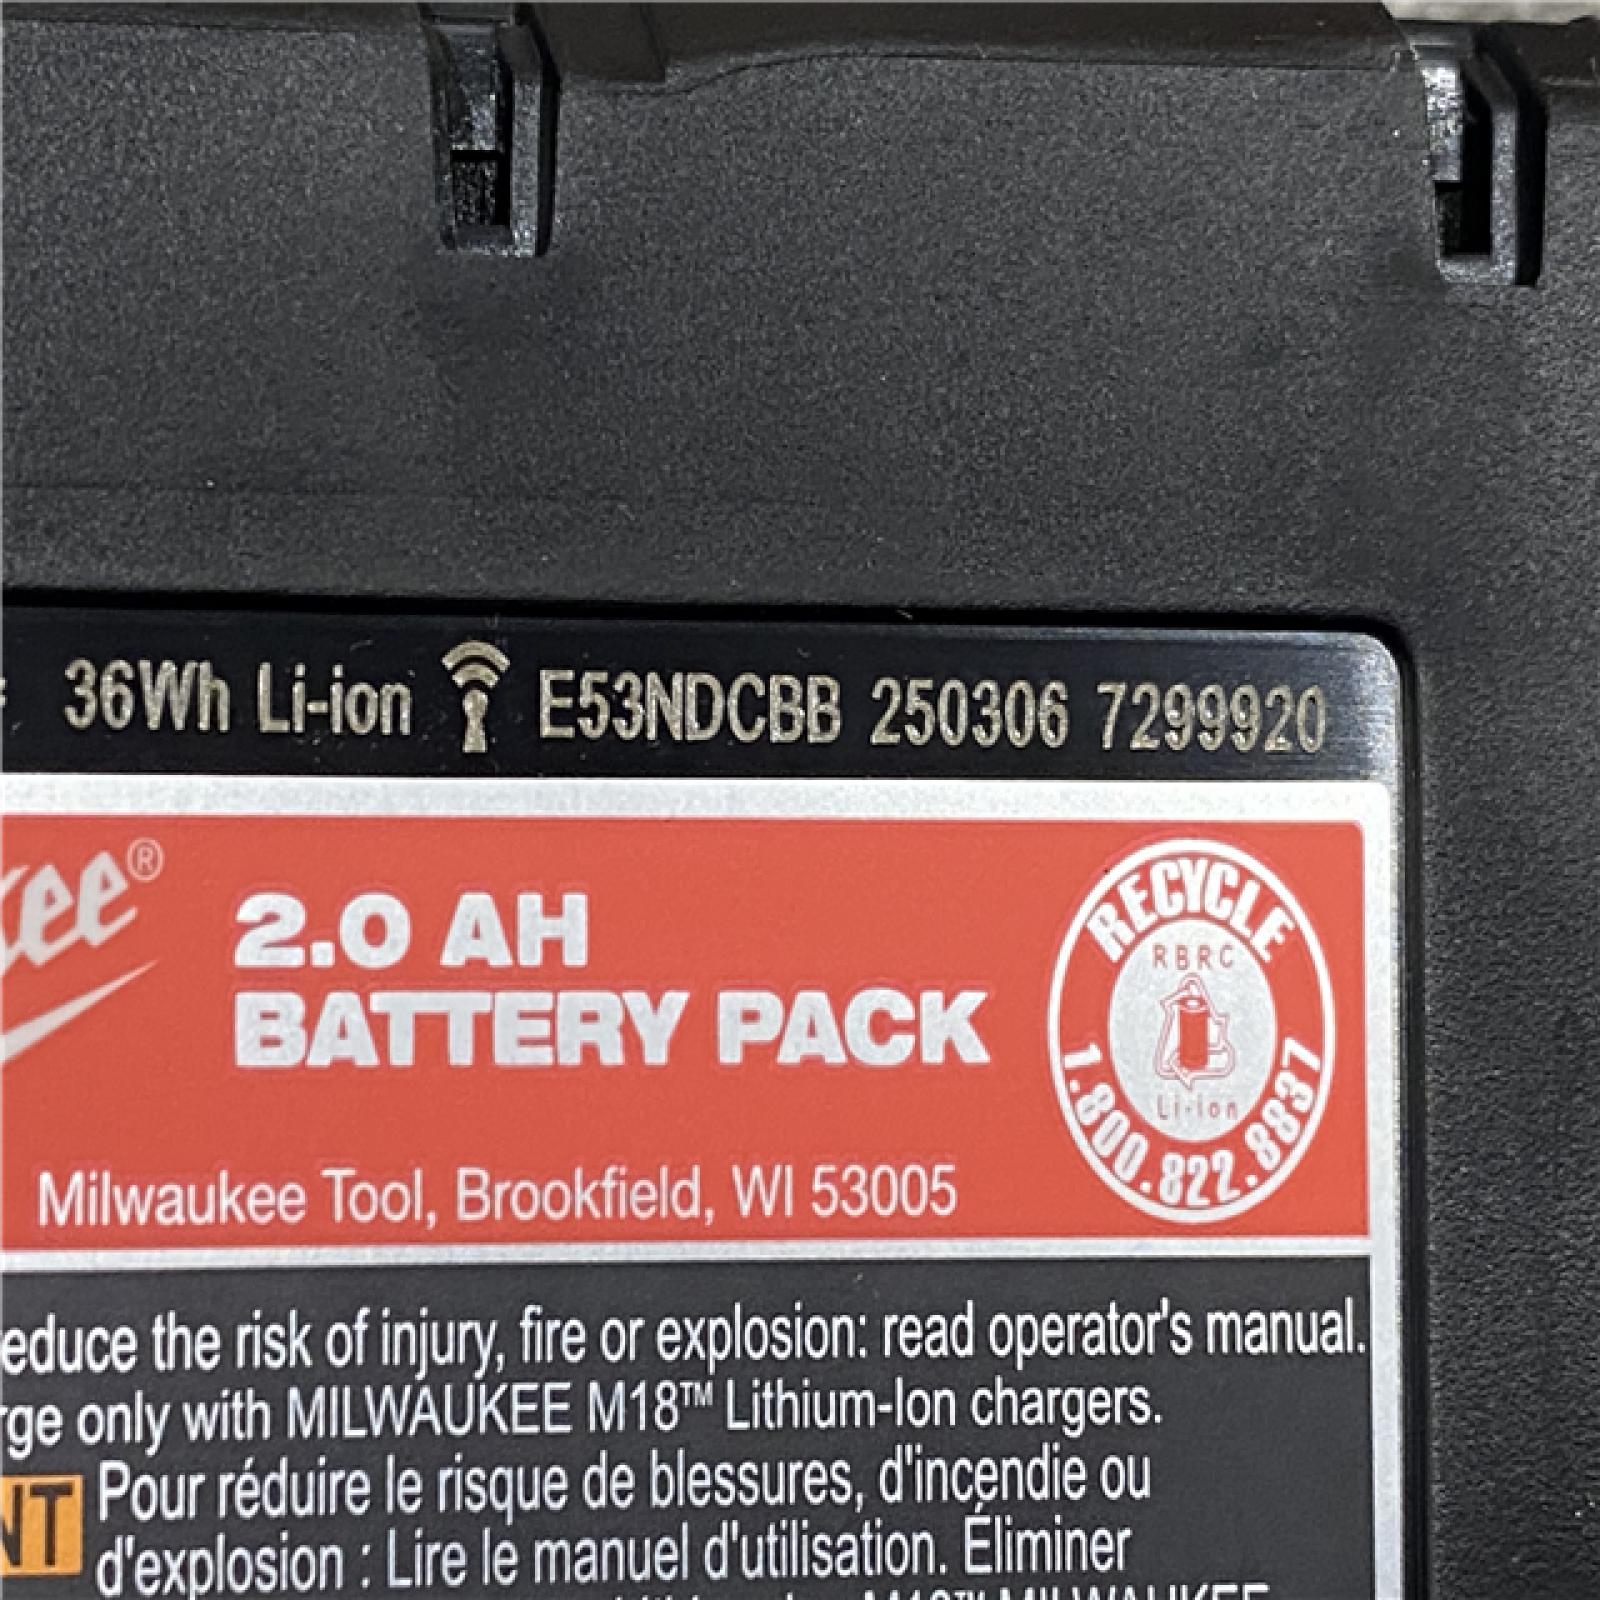 36Wh Li-ion E53NDCBB 250306 7299920
2.0 AH
BATTERY PACK
RECYCLE
RBRC
Li-ion
1.800.822.8837
Milwaukee Tool, Brookfield, WI 53005
educe the risk of injury, fire or explosion: read operator's manual.
rge only with MILWAUKEE M18™ Lithium-Ion chargers.
NT Pour réduire le risque de blessures, d'incendie ou
d'explosion : Lire le manuel d'utilisation. Éliminer